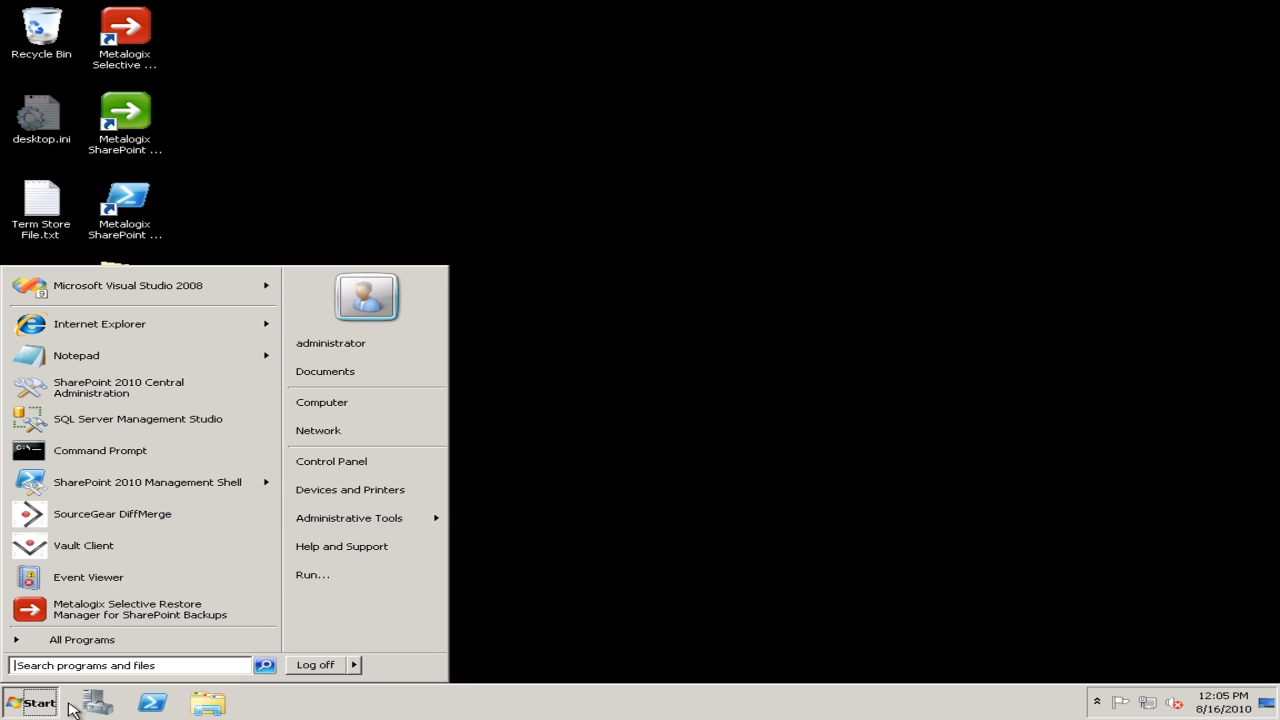 Recycle Bin
Metalogix
Selective ...
desktop.ini
Metalogix
SharePoint ...
Term Store
File.txt
Metalogix
SharePoint ...
Microsoft Visual Studio 2008
Internet Explorer
Notepad
SharePoint 2010 Central
Administration
SQL Server Management Studio
Command Prompt
SharePoint 2010 Management Shell
SourceGear DiffMerge
Vault Client
Event Viewer
Metalogix Selective Restore
Manager for SharePoint Backups
All Programs
Search programs and files
administrator
Documents
Computer
Network
Control Panel
Devices and Printers
Administrative Tools
Help and Support
Run...
Log off
Start
12:05 PM
8/16/2010